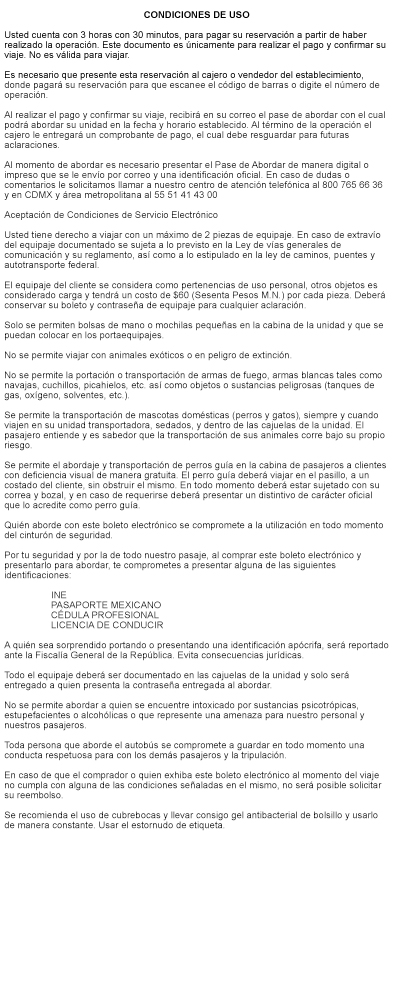 CONDICIONES DE USO
Usted cuenta con 3 horas con 30 minutos, para pagar su reservación a partir de haber
realizado la operación. Este documento es únicamente para realizar el pago y confirmar su
viaje. No es válida para viajar.
Es necesario que presente esta reservación al cajero o vendedor del establecimiento,
donde pagará su reservación para que escanee el código de barras o digite el número de
operación.
Al realizar el pago y confirmar su viaje, recibirá en su correo el pase de abordar con el cual
podrá abordar su unidad en la fecha y horario establecido. Al término de la operación el
cajero le entregará un comprobante de pago, el cual debe resguardar para futuras
aclaraciones.
Al momento de abordar es necesario presentar el Pase de Abordar de manera digital o
impreso que se le envío por correo y una identificación oficial. En caso de dudas o
comentarios le solicitamos llamar a nuestro centro de atención telefónica al 800 765 66 36
y en CDMX y área metropolitana al 55 51 41 43 00
Aceptación de Condiciones de Servicio Electrónico
Usted tiene derecho a viajar con un máximo de 2 piezas de equipaje. En caso de extravío
del equipaje documentado se sujeta a lo previsto en la Ley de vías generales de
comunicación y su reglamento, así como a lo estipulado en la ley de caminos, puentes y
autotransporte federal.
El equipaje del cliente se considera como pertenencias de uso personal, otros objetos es
considerado carga y tendrá un costo de $60 (Sesenta Pesos M.N.) por cada pieza. Deberá
conservar su boleto y contraseña de equipaje para cualquier aclaración.
Solo se permiten bolsas de mano o mochilas pequeñas en la cabina de la unidad y que se
puedan colocar en los portaequipajes.
No se permite viajar con animales exóticos o en peligro de extinción.
No se permite la portación o transportación de armas de fuego, armas blancas tales como
navajas, cuchillos, picahielos, etc. así como objetos o sustancias peligrosas (tanques de
gas, oxígeno, solventes, etc.).
Se permite la transportación de mascotas domésticas (perros y gatos), siempre y cuando
viajen en su unidad transportadora, sedados, y dentro de las cajuelas de la unidad. El
pasajero entiende y es sabedor que la transportación de sus animales corre bajo su propio
riesgo.
Se permite el abordaje y transportación de perros guía en la cabina de pasajeros a clientes
con deficiencia visual de manera gratuita. El perro guía deberá viajar en el pasillo, a un
costado del cliente, sin obstruir el mismo. En todo momento deberá estar sujetado con su
correa y bozal, y en caso de requerirse deberá presentar un distintivo de carácter oficial
que lo acredite como perro guía.
Quién aborde con este boleto electrónico se compromete a la utilización en todo momento
del cinturón de seguridad.
Por tu seguridad y por la de todo nuestro pasaje, al comprar este boleto electrónico y
presentarlo para abordar, te comprometes a presentar alguna de las siguientes
identificaciones:
INE
PASAPORTE MEXICANO
CÉDULA PROFESIONAL
LICENCIA DE CONDUCIR
A quién sea sorprendido portando o presentando una identificación apócrifa, será reportado
ante la Fiscalía General de la República. Evita consecuencias jurídicas.
Todo el equipaje deberá ser documentado en las cajuelas de la unidad y solo será
entregado a quien presenta la contraseña entregada al abordar.
No se permite abordar a quien se encuentre intoxicado por sustancias psicotrópicas,
estupefacientes o alcohólicas o que represente una amenaza para nuestro personal y
nuestros pasajeros.
Toda persona que aborde el autobús se compromete a guardar en todo momento una
conducta respetuosa para con los demás pasajeros y la tripulación.
En caso de que el comprador o quien exhiba este boleto electrónico al momento del viaje
no cumpla con alguna de las condiciones señaladas en el mismo, no será posible solicitar
su reembolso.
Se recomienda el uso de cubrebocas y llevar consigo gel antibacterial de bolsillo y usarlo
de manera constante. Usar el estornudo de etiqueta.